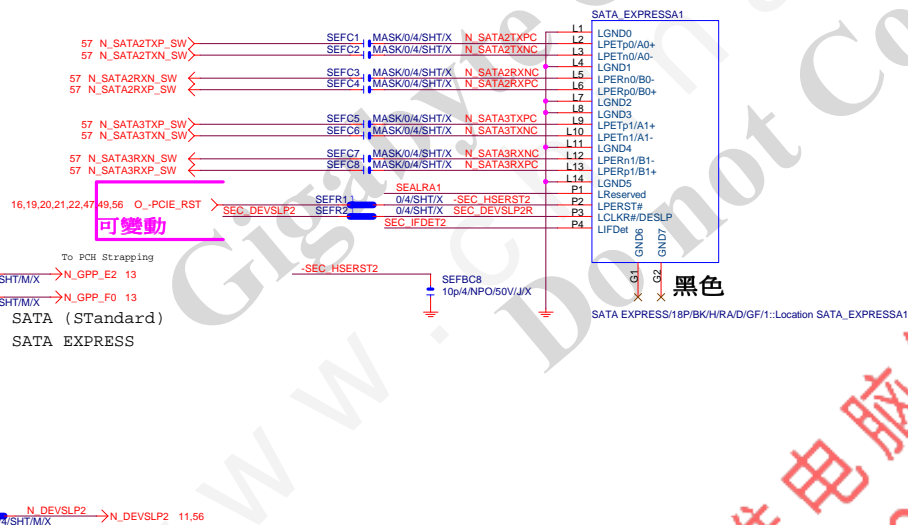 SATA_EXPRESSA1
57 N_SATA2TXP_SW SEFC1 MASK/0/4/SHT/X N_SATA2TXPC L1 LGND0
57 N_SATA2TXN_SW SEFC2 MASK/0/4/SHT/X N_SATA2TXNC L2 LPETp0/A0+
L3 LPETn0/A0-
L4 LGND1
57 N_SATA2RXN_SW SEFC3 MASK/0/4/SHT/X N_SATA2RXNC L5 LPERn0/B0-
57 N_SATA2RXP_SW SEFC4 MASK/0/4/SHT/X N_SATA2RXPC L6 LPERp0/B0+
L7 LGND2
L8 LGND3
57 N_SATA3TXP_SW SEFC5 MASK/0/4/SHT/X N_SATA3TXPC L9 LPETp1/A1+
57 N_SATA3TXN_SW SEFC6 MASK/0/4/SHT/X N_SATA3TXNC L10 LPETn1/A1-
L11 LGND4
57 N_SATA3RXN_SW SEFC7 MASK/0/4/SHT/X N_SATA3RXNC L12 LPERn1/B1-
57 N_SATA3RXP_SW SEFC8 MASK/0/4/SHT/X N_SATA3RXPC L13 LPERp1/B1+
L14 LGND5
SEALRA1 P1 LReserved
16,19,20,21,22,47,49,56 O_-PCIE_RST SEFR1 0/4/SHT/X -SEC_HSERST2 P2 LPERST#
SEC_DEVSLP2 SEFR2 0/4/SHT/X SEC_DEVSLP2R P3 LCLKR#/DESLP
可變動
SEC_IFDET2 P4 LIFDet
GND6
GND7
G1
G2
黑色
To PCH Strapping
SHT/M/X N_GPP_E2 13
SHT/M/X N_GPP_F0 13
-SEC_HSERST2
SEFBC8
10p/4/NPO/50V/J/X
SATA EXPRESS/18P/BK/H/RA/D/GF/1::Location SATA_EXPRESSA1
SATA (STandard)
SATA EXPRESS
N_DEVSLP2 N_DEVSLP2 11,56
4/SHT/M/X
Gigabyte Co
Do not Co
www.c
电脑